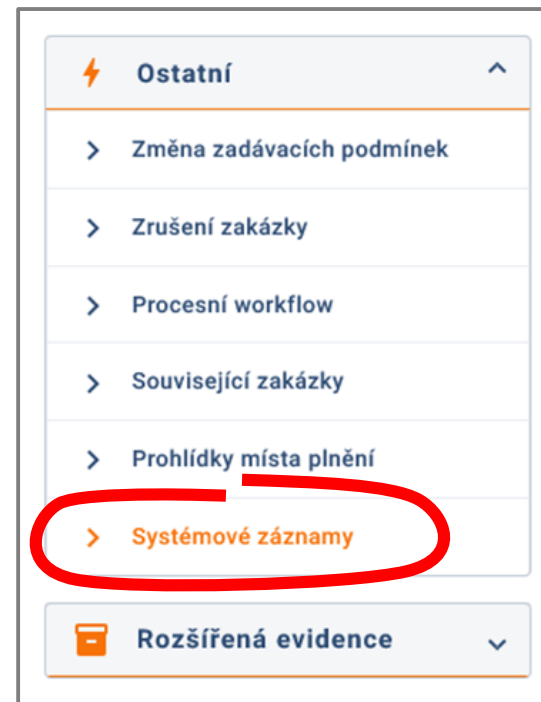 Ostatní
Změna zadávacích podmínek
Zrušení zakázky
Procesní workflow
Související zakázky
Prohlídky místa plnění
Systémové záznamy
Rozšířená evidence